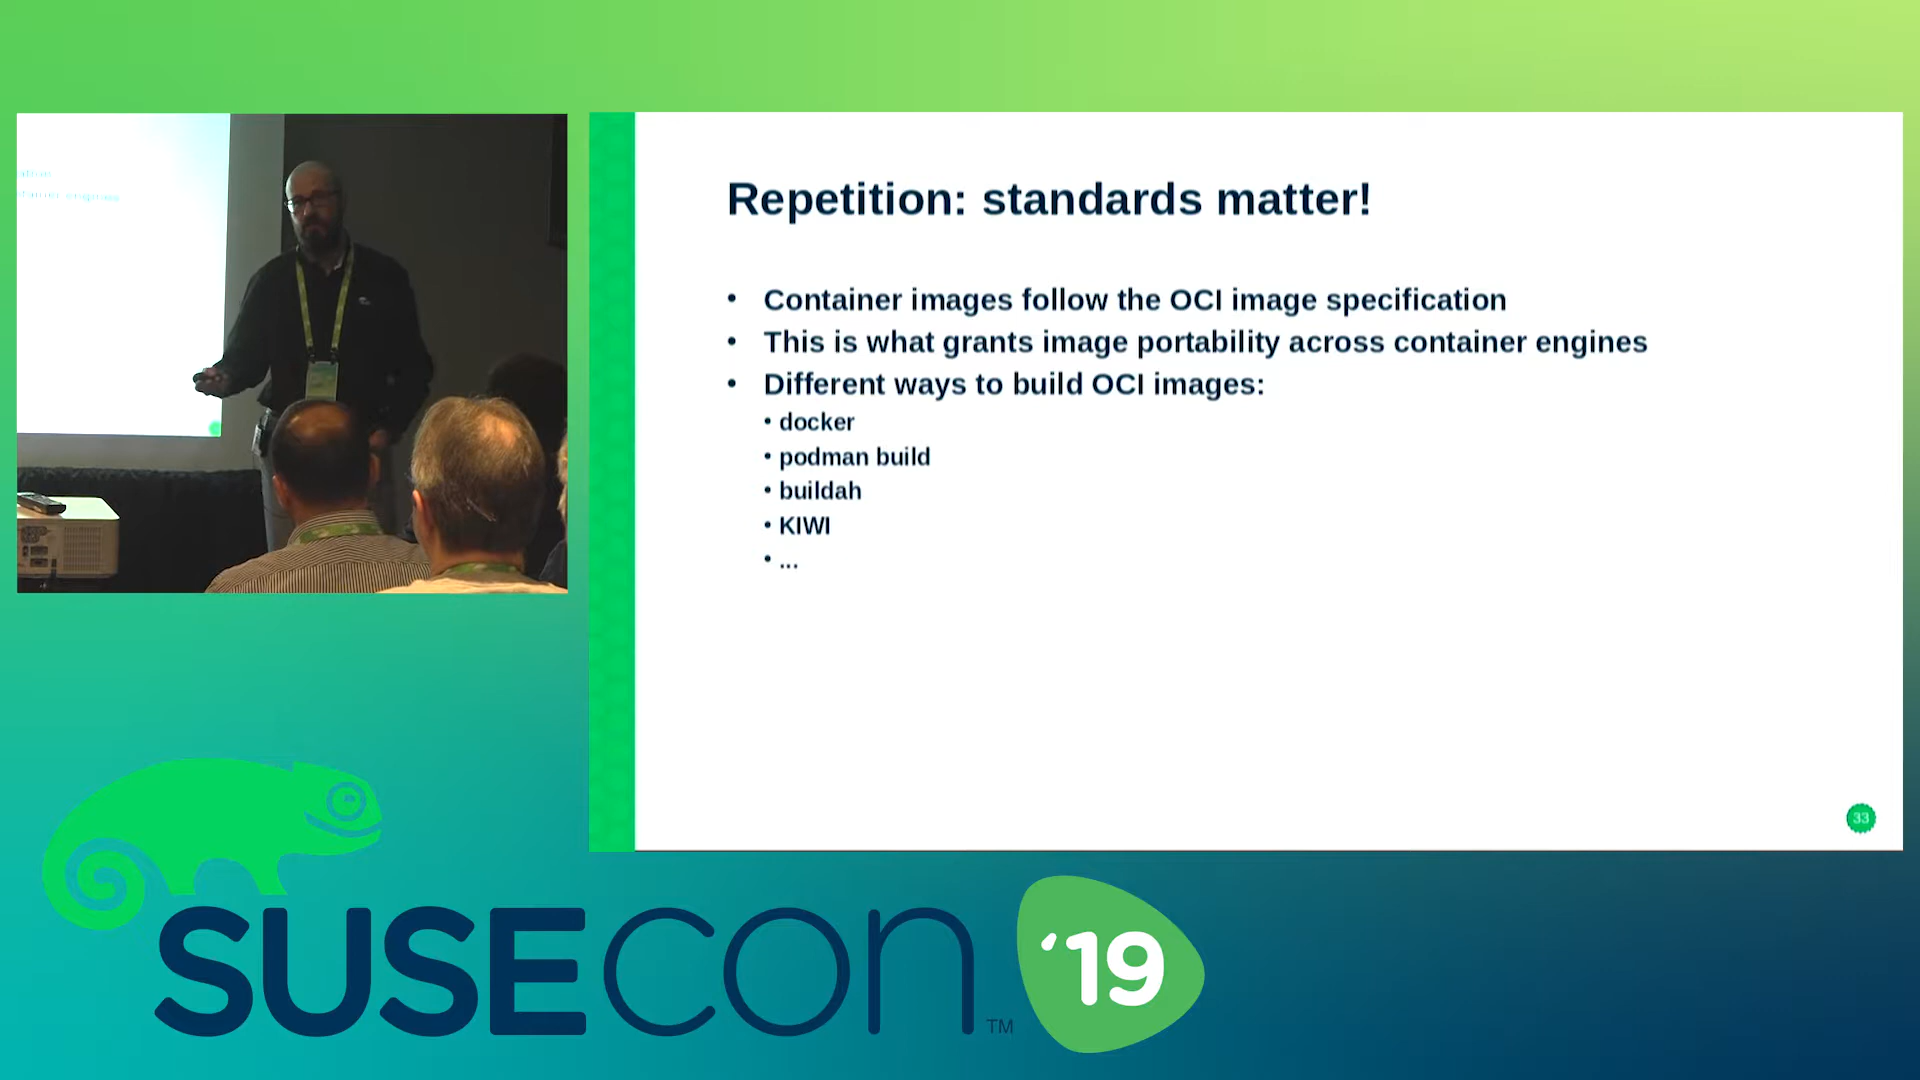 Repetition: standards matter!
• Container images follow the OCI image specification
• This is what grants image portability across container engines
• Different ways to build OCI images:
• docker
• podman build
• buildah
• KIWI
• ...
33
SUSECON TM '19